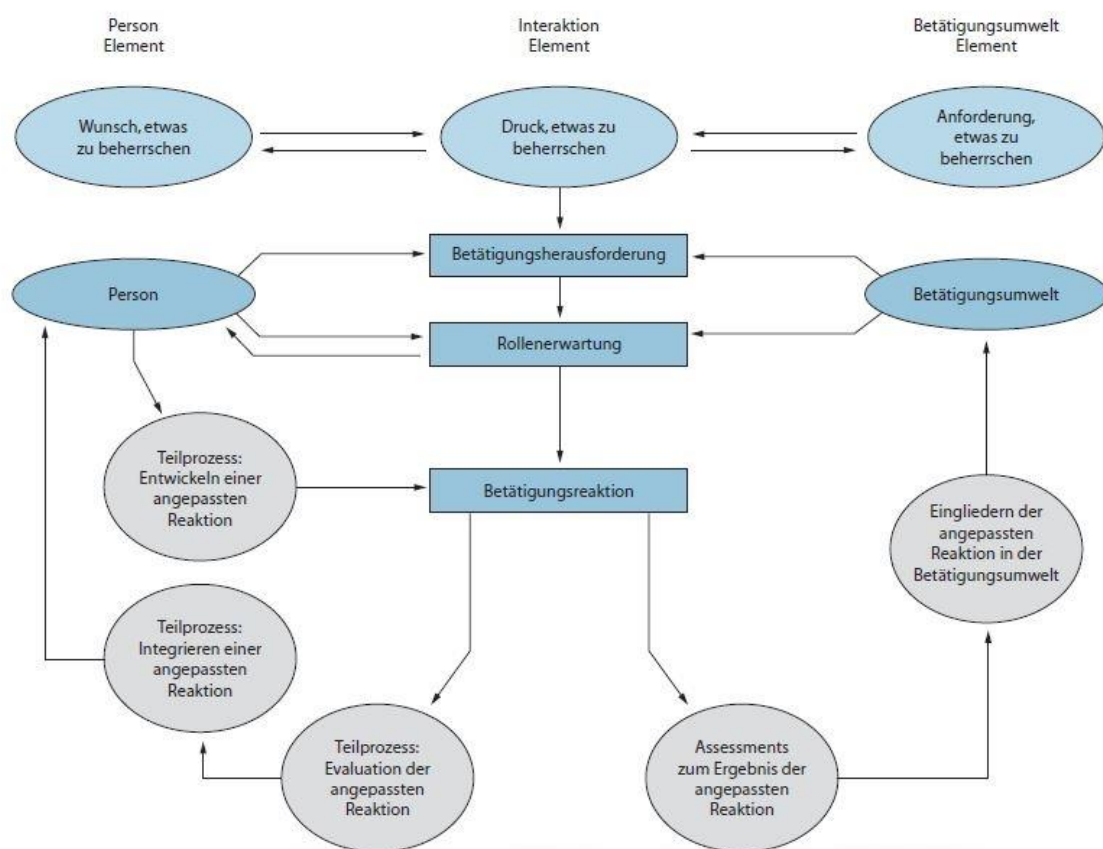 Person
Element
Interaktion
Element
Betätigungsumwelt
Element
Wunsch, etwas
zu beherrschen
Druck, etwas zu
beherrschen
Anforderung,
etwas zu
beherrschen
Betätigungsherausforderung
Person
Betätigungsumwelt
Rollenerwartung
Teilprozess:
Entwickeln einer
angepassten
Reaktion
Betätigungsreaktion
Eingliedern der
angepassten
Reaktion in der
Betätigungsumwelt
Teilprozess:
Integrieren einer
angepassten
Reaktion
Teilprozess:
Evaluation der
angepassten
Reaktion
Assessments
zum Ergebnis der
angepassten
Reaktion